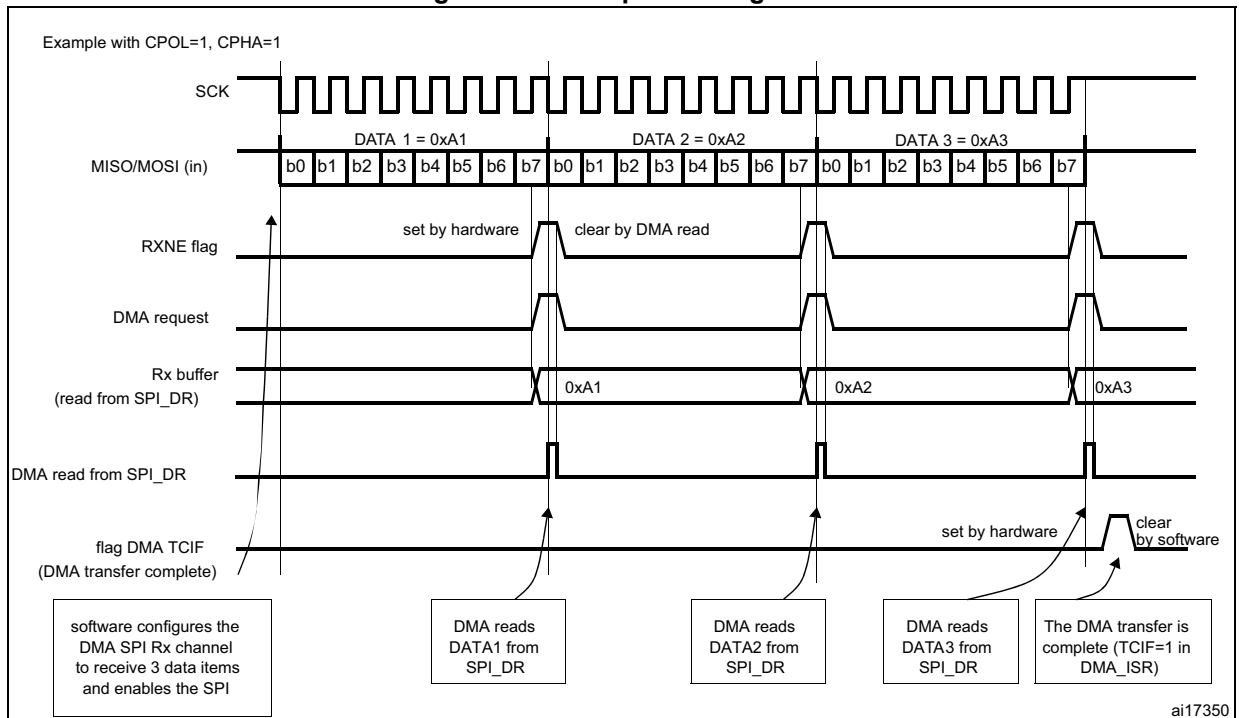 Example with CPOL=1, CPHA=1
SCK
DATA 1 = 0xA1
DATA 2 = 0xA2
DATA 3 = 0xA3
MISO/MOSI (in)
b0 b1 b2 b3 b4 b5 b6 b7 b0 b1 b2 b3 b4 b5 b6 b7 b0 b1 b2 b3 b4 b5 b6 b7
set by hardware
clear by DMA read
RXNE flag
DMA request
Rx buffer
(read from SPI_DR)
0xA1
0xA2
0xA3
DMA read from SPI_DR
set by hardware
clear
by software
flag DMA TCIF
(DMA transfer complete)
software configures the
DMA SPI Rx channel
to receive 3 data items
and enables the SPI
DMA reads
DATA1 from
SPI_DR
DMA reads
DATA2 from
SPI_DR
DMA reads
DATA3 from
SPI_DR
The DMA transfer is
complete (TCIF=1 in
DMA_ISR)
ai17350